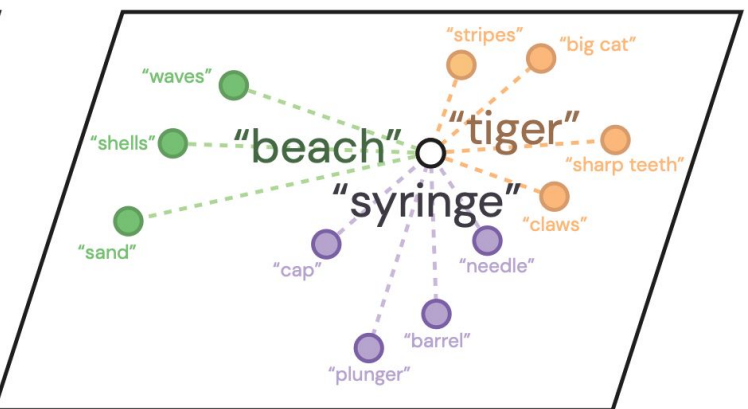 “stripes”
“big cat”
“waves”
“tiger”
“shells”
“beach”
“sharp teeth”
“syringe”
“claws”
“sand”
“cap”
“needle”
“barrel”
“plunger”